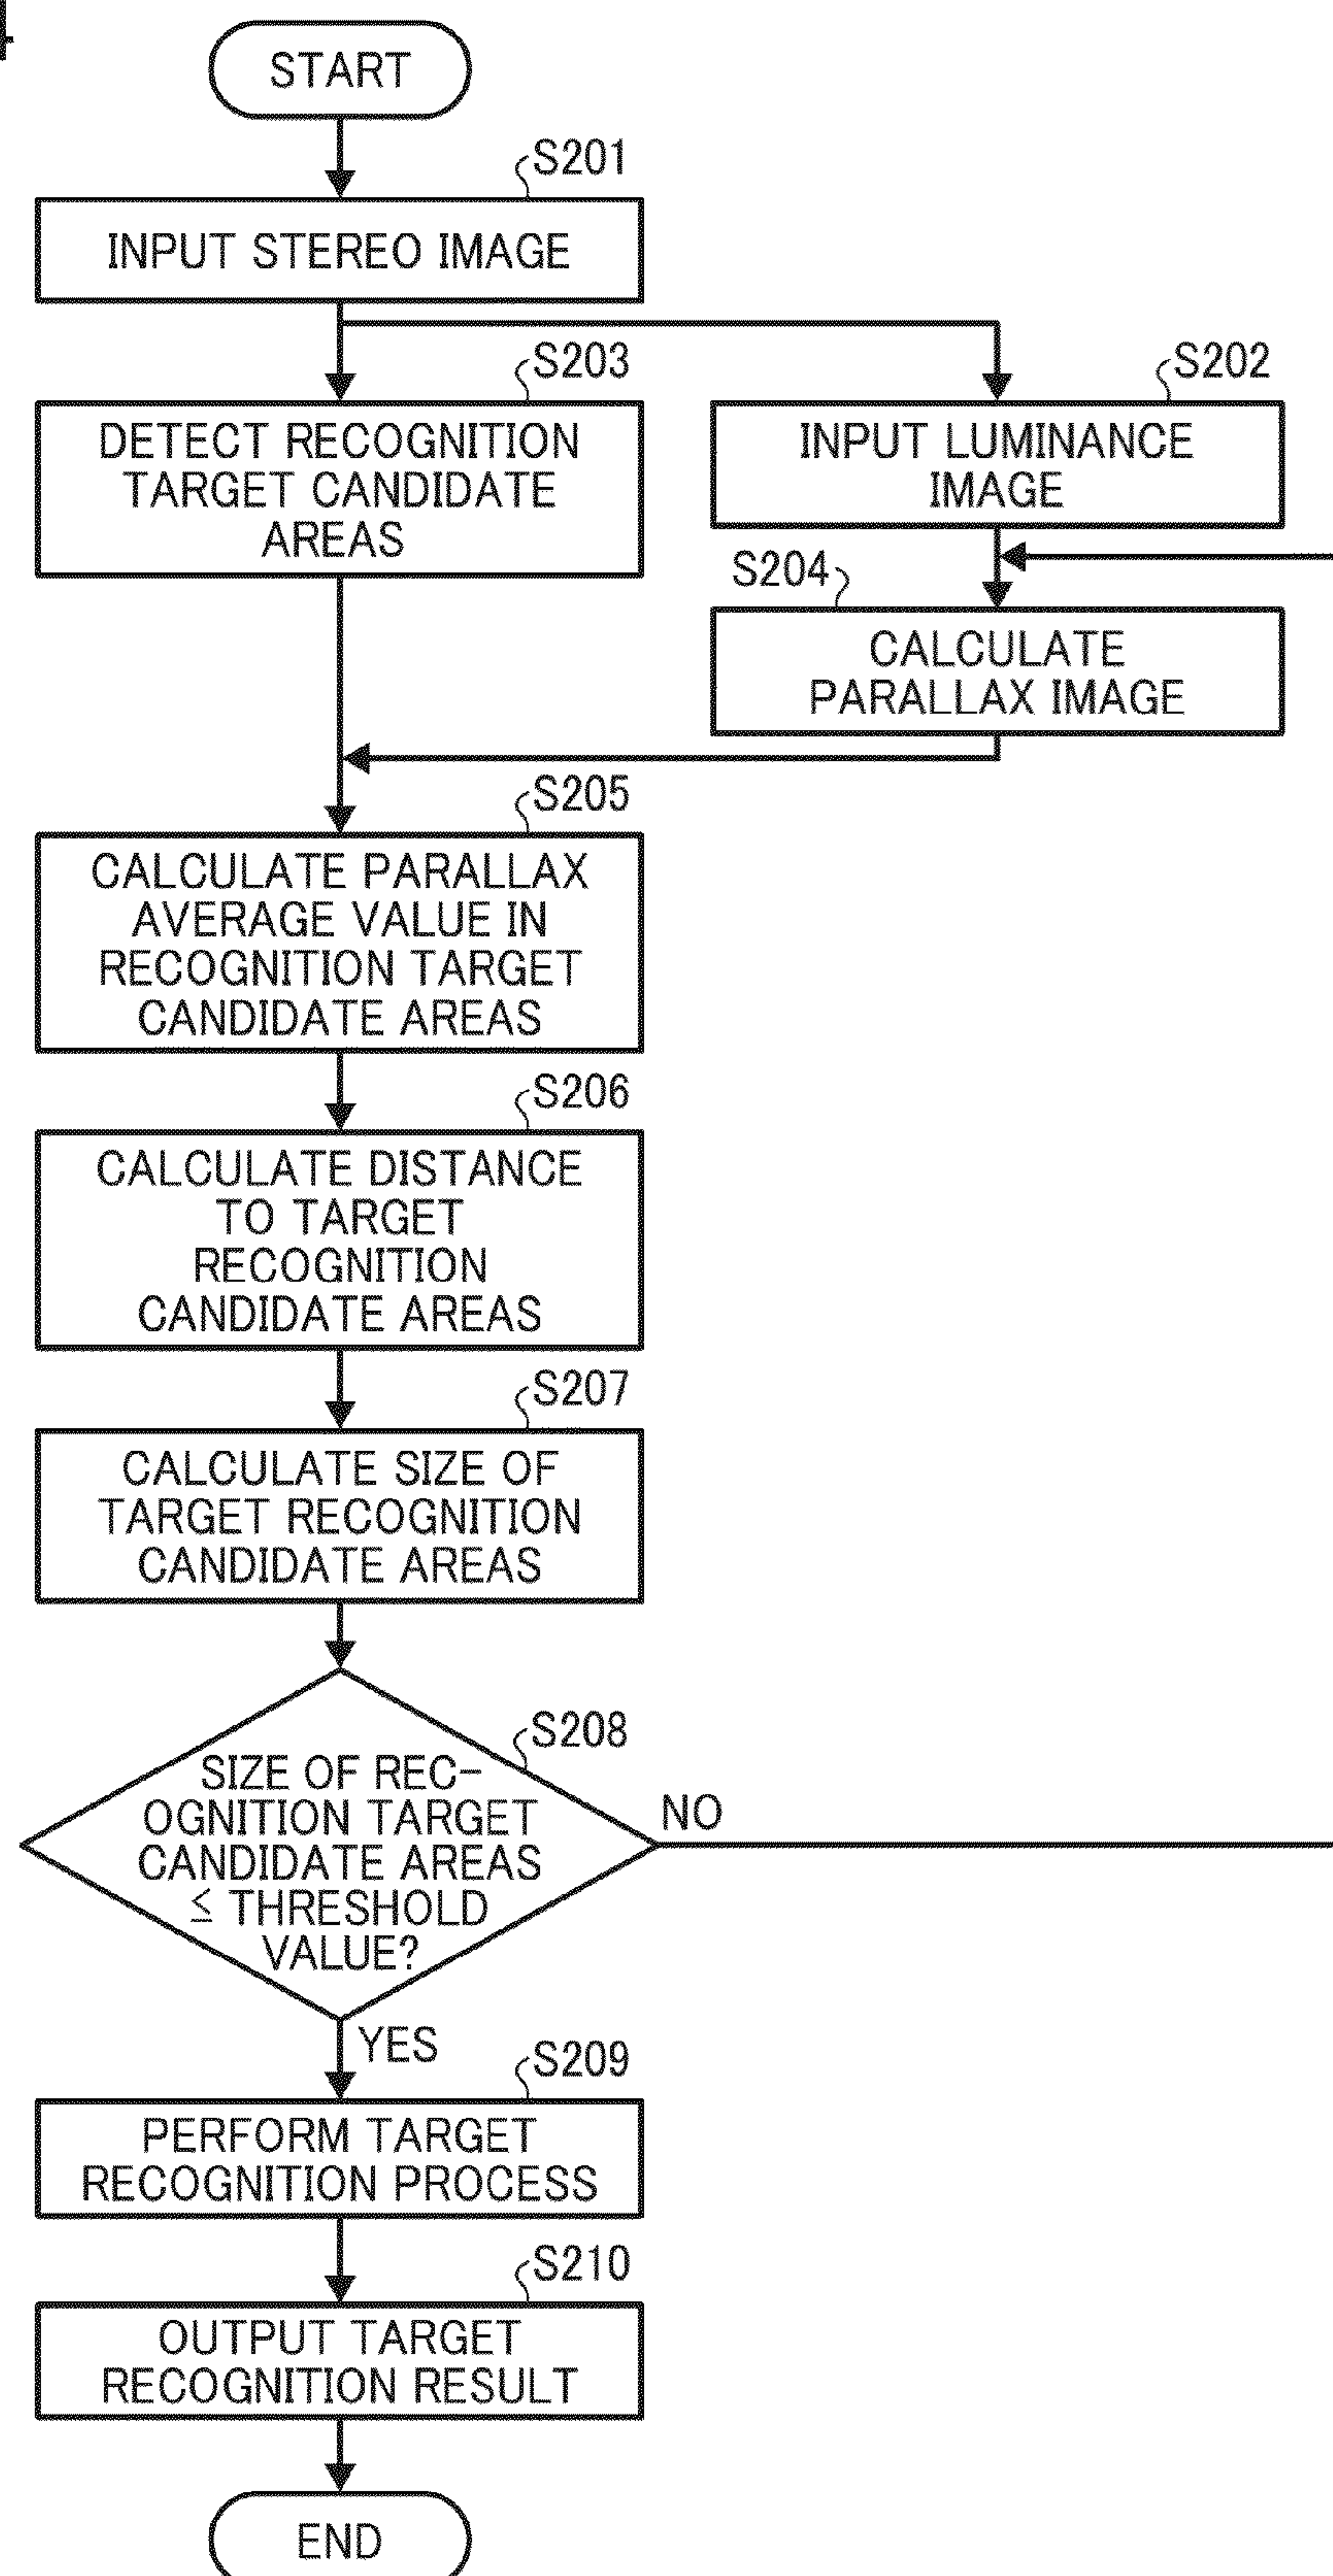 START
S201
INPUT STEREO IMAGE
S203
DETECT RECOGNITION
TARGET CANDIDATE
AREAS
S202
INPUT LUMINANCE
IMAGE
S204
CALCULATE
PARALLAX IMAGE
S205
CALCULATE PARALLAX
AVERAGE VALUE IN
RECOGNITION TARGET
CANDIDATE AREAS
S206
CALCULATE DISTANCE
TO TARGET
RECOGNITION
CANDIDATE AREAS
S207
CALCULATE SIZE OF
TARGET RECOGNITION
CANDIDATE AREAS
S208
SIZE OF REC-
OGNITION TARGET
CANDIDATE AREAS
≤ THRESHOLD
VALUE?
NO
YES
S209
PERFORM TARGET
RECOGNITION PROCESS
S210
OUTPUT TARGET
RECOGNITION RESULT
END